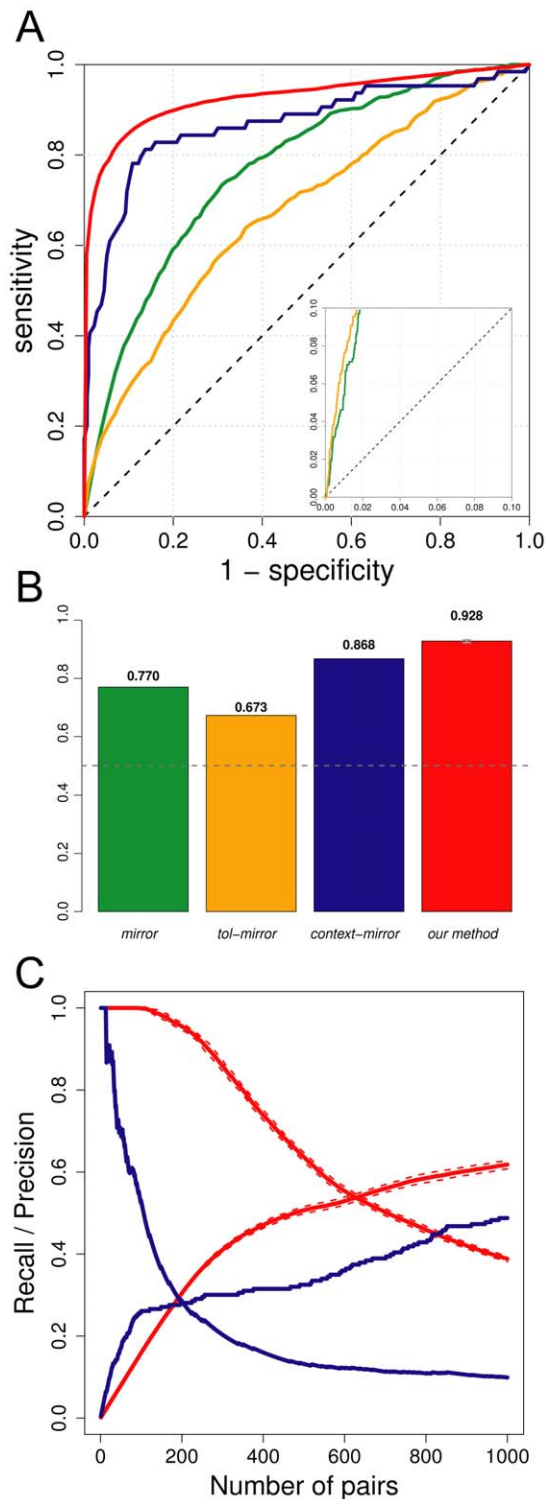 A
sensitivity
1.0
0.8
0.6
0.4
0.2
0.0
0.10
0.08
0.06
0.04
0.02
0.00
0.00 0.02 0.04 0.06 0.08 0.10
0.0 0.2 0.4 0.6 0.8 1.0
1 − specificity
B
1.0
0.8
0.6
0.4
0.2
0.0
0.770
0.673
0.868
0.928
mirror tol−mirror context−mirror our method
C
Recall / Precision
1.0
0.8
0.6
0.4
0.2
0.0
0 200 400 600 800 1000
Number of pairs